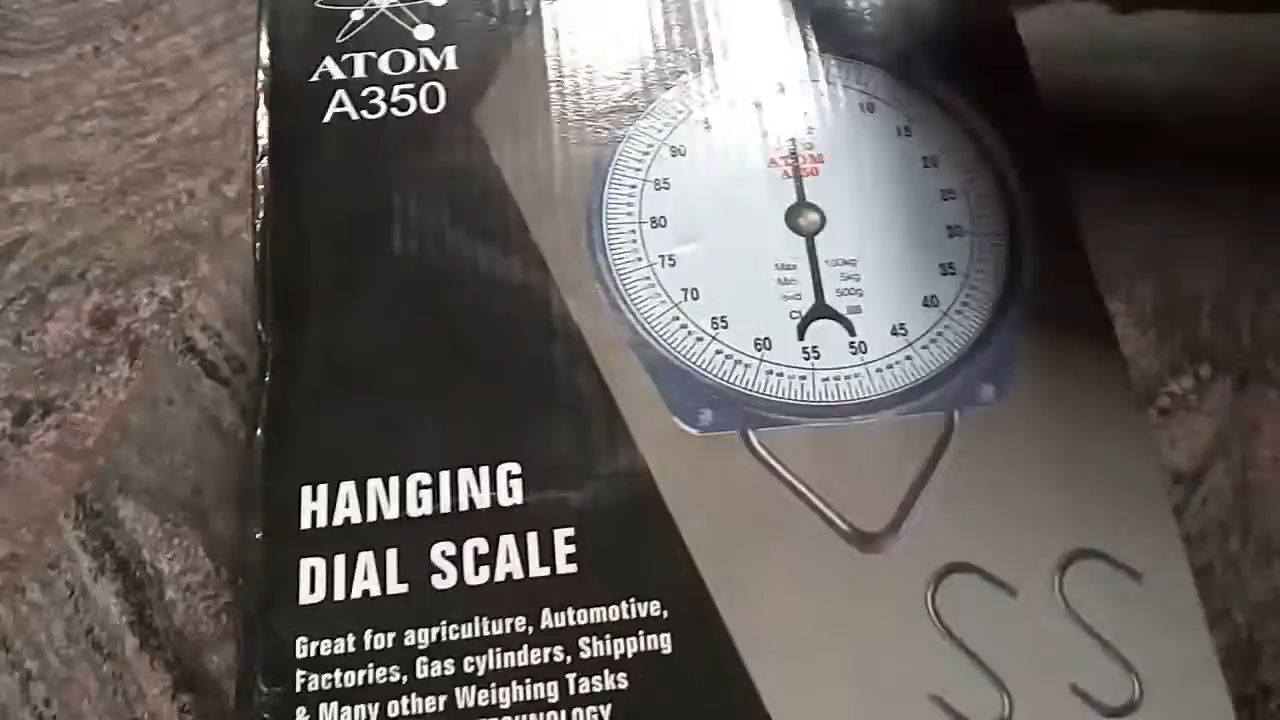 ATOM
A350
10
15
20
25
30
35
40
45
50
55
60
65
70
75
80
85
90
ATOM
A350
Max 100kg
Min 5kg
500g
HANGING
DIAL SCALE
Great for agriculture, Automotive,
Factories, Gas cylinders, Shipping
& Many other Weighing Tasks